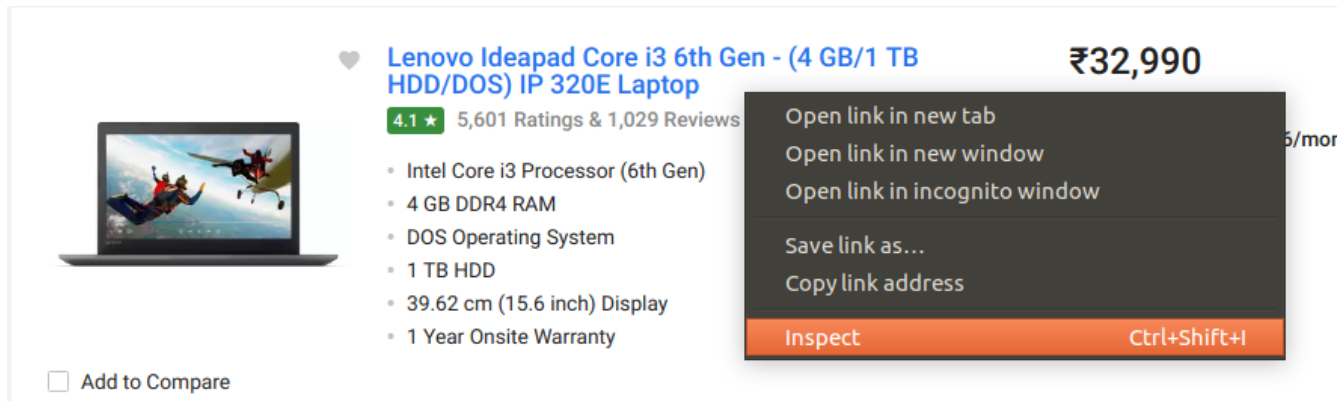 Lenovo Ideapad Core i3 6th Gen - (4 GB/1 TB
HDD/DOS) IP 320E Laptop
₹32,990
4.1 ★ 5,601 Ratings & 1,029 Reviews
6/mon
Intel Core i3 Processor (6th Gen)
4 GB DDR4 RAM
DOS Operating System
1 TB HDD
39.62 cm (15.6 inch) Display
1 Year Onsite Warranty
Add to Compare
Open link in new tab
Open link in new window
Open link in incognito window
Save link as…
Copy link address
Inspect Ctrl+Shift+I